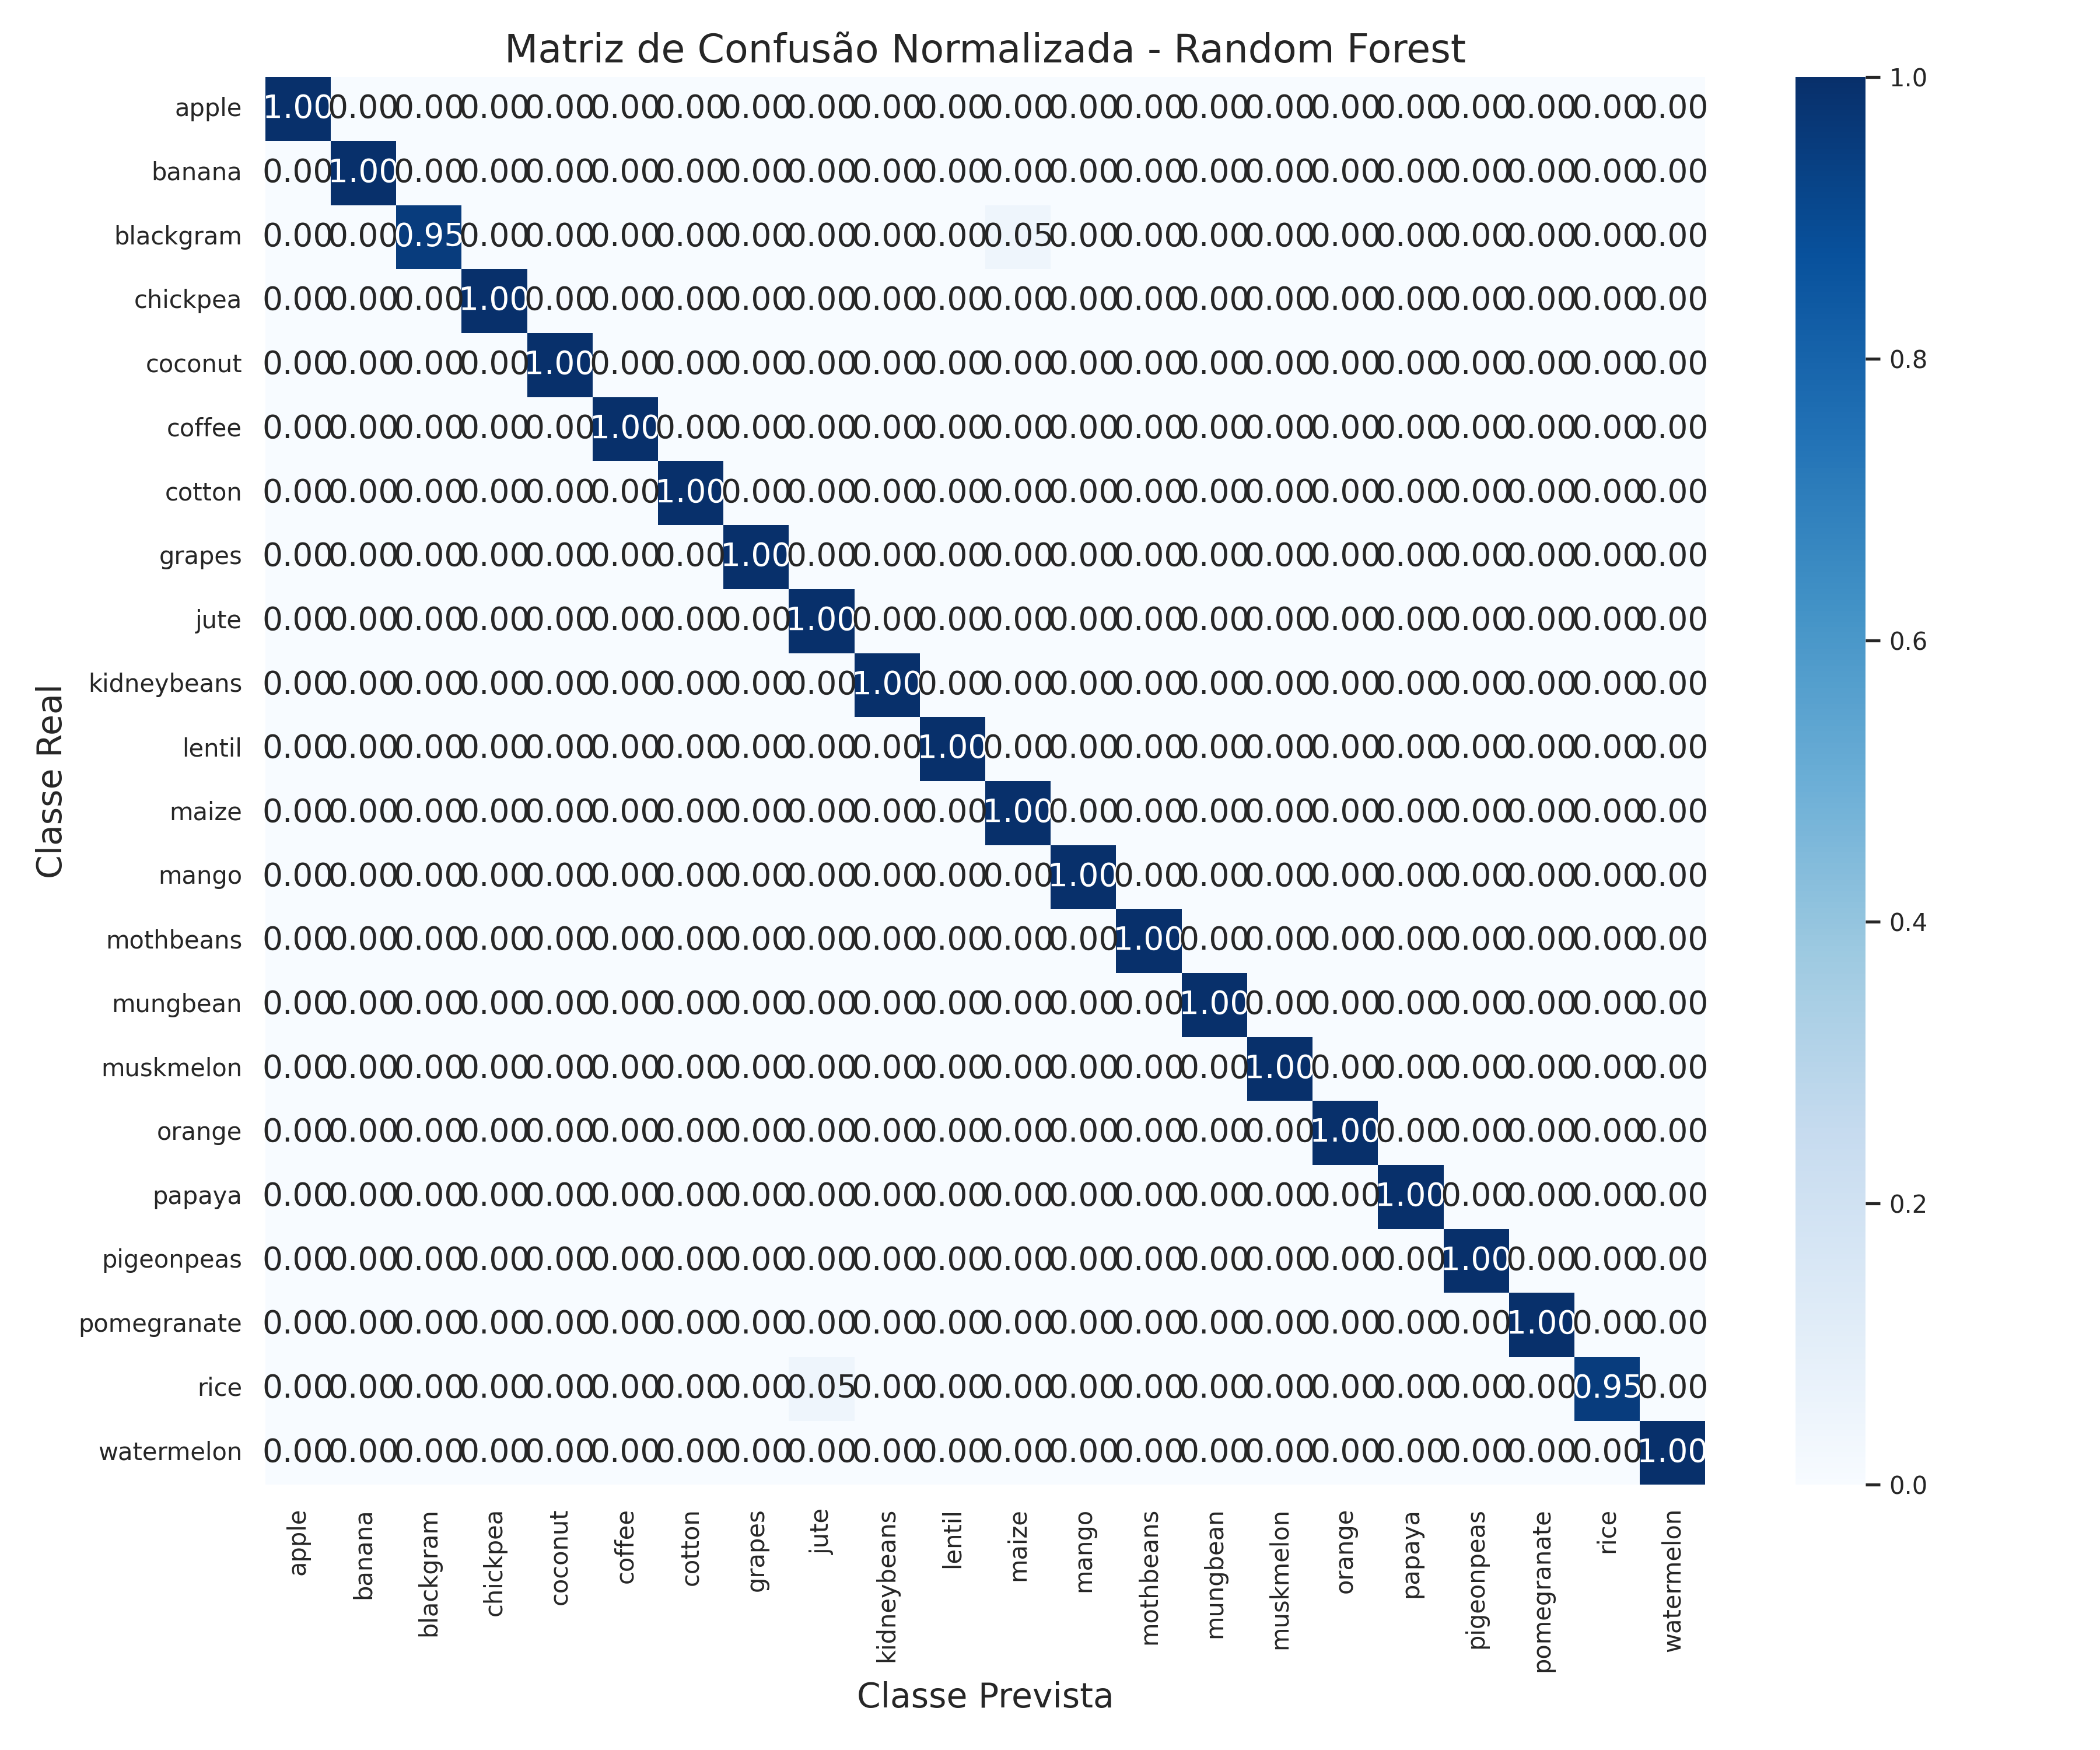 Matriz de Confusão Normalizada - Random Forest
apple 1.00 0.00 0.00 0.00 0.00 0.00 0.00 0.00 0.00 0.00 0.00 0.00 0.00 0.00 0.00 0.00 0.00 0.00 0.00 0.00 0.00 0.00
banana 0.00 1.00 0.00 0.00 0.00 0.00 0.00 0.00 0.00 0.00 0.00 0.00 0.00 0.00 0.00 0.00 0.00 0.00 0.00 0.00 0.00 0.00
blackgram 0.00 0.00 0.95 0.00 0.00 0.00 0.00 0.00 0.00 0.00 0.00 0.05 0.00 0.00 0.00 0.00 0.00 0.00 0.00 0.00 0.00 0.00
chickpea 0.00 0.00 0.00 1.00 0.00 0.00 0.00 0.00 0.00 0.00 0.00 0.00 0.00 0.00 0.00 0.00 0.00 0.00 0.00 0.00 0.00 0.00
coconut 0.00 0.00 0.00 0.00 1.00 0.00 0.00 0.00 0.00 0.00 0.00 0.00 0.00 0.00 0.00 0.00 0.00 0.00 0.00 0.00 0.00 0.00
coffee 0.00 0.00 0.00 0.00 0.00 1.00 0.00 0.00 0.00 0.00 0.00 0.00 0.00 0.00 0.00 0.00 0.00 0.00 0.00 0.00 0.00 0.00
cotton 0.00 0.00 0.00 0.00 0.00 0.00 1.00 0.00 0.00 0.00 0.00 0.00 0.00 0.00 0.00 0.00 0.00 0.00 0.00 0.00 0.00 0.00
grapes 0.00 0.00 0.00 0.00 0.00 0.00 0.00 1.00 0.00 0.00 0.00 0.00 0.00 0.00 0.00 0.00 0.00 0.00 0.00 0.00 0.00 0.00
jute 0.00 0.00 0.00 0.00 0.00 0.00 0.00 0.00 1.00 0.00 0.00 0.00 0.00 0.00 0.00 0.00 0.00 0.00 0.00 0.00 0.00 0.00
kidneybeans 0.00 0.00 0.00 0.00 0.00 0.00 0.00 0.00 0.00 1.00 0.00 0.00 0.00 0.00 0.00 0.00 0.00 0.00 0.00 0.00 0.00 0.00
lentil 0.00 0.00 0.00 0.00 0.00 0.00 0.00 0.00 0.00 0.00 1.00 0.00 0.00 0.00 0.00 0.00 0.00 0.00 0.00 0.00 0.00 0.00
maize 0.00 0.00 0.00 0.00 0.00 0.00 0.00 0.00 0.00 0.00 0.00 1.00 0.00 0.00 0.00 0.00 0.00 0.00 0.00 0.00 0.00 0.00
mango 0.00 0.00 0.00 0.00 0.00 0.00 0.00 0.00 0.00 0.00 0.00 0.00 1.00 0.00 0.00 0.00 0.00 0.00 0.00 0.00 0.00 0.00
mothbeans 0.00 0.00 0.00 0.00 0.00 0.00 0.00 0.00 0.00 0.00 0.00 0.00 0.00 1.00 0.00 0.00 0.00 0.00 0.00 0.00 0.00 0.00
mungbean 0.00 0.00 0.00 0.00 0.00 0.00 0.00 0.00 0.00 0.00 0.00 0.00 0.00 0.00 1.00 0.00 0.00 0.00 0.00 0.00 0.00 0.00
muskmelon 0.00 0.00 0.00 0.00 0.00 0.00 0.00 0.00 0.00 0.00 0.00 0.00 0.00 0.00 0.00 1.00 0.00 0.00 0.00 0.00 0.00 0.00
orange 0.00 0.00 0.00 0.00 0.00 0.00 0.00 0.00 0.00 0.00 0.00 0.00 0.00 0.00 0.00 0.00 1.00 0.00 0.00 0.00 0.00 0.00
papaya 0.00 0.00 0.00 0.00 0.00 0.00 0.00 0.00 0.00 0.00 0.00 0.00 0.00 0.00 0.00 0.00 0.00 1.00 0.00 0.00 0.00 0.00
pigeonpeas 0.00 0.00 0.00 0.00 0.00 0.00 0.00 0.00 0.00 0.00 0.00 0.00 0.00 0.00 0.00 0.00 0.00 0.00 1.00 0.00 0.00 0.00
pomegranate 0.00 0.00 0.00 0.00 0.00 0.00 0.00 0.00 0.00 0.00 0.00 0.00 0.00 0.00 0.00 0.00 0.00 0.00 0.00 1.00 0.00 0.00
rice 0.00 0.00 0.00 0.00 0.00 0.00 0.00 0.00 0.05 0.00 0.00 0.00 0.00 0.00 0.00 0.00 0.00 0.00 0.00 0.00 0.95 0.00
watermelon 0.00 0.00 0.00 0.00 0.00 0.00 0.00 0.00 0.00 0.00 0.00 0.00 0.00 0.00 0.00 0.00 0.00 0.00 0.00 0.00 0.00 1.00
apple banana blackgram chickpea coconut coffee cotton grapes jute kidneybeans lentil maize mango mothbeans mungbean muskmelon orange papaya pigeonpeas pomegranate rice watermelon
Classe Prevista
Classe Real
1.0
0.8
0.6
0.4
0.2
0.0